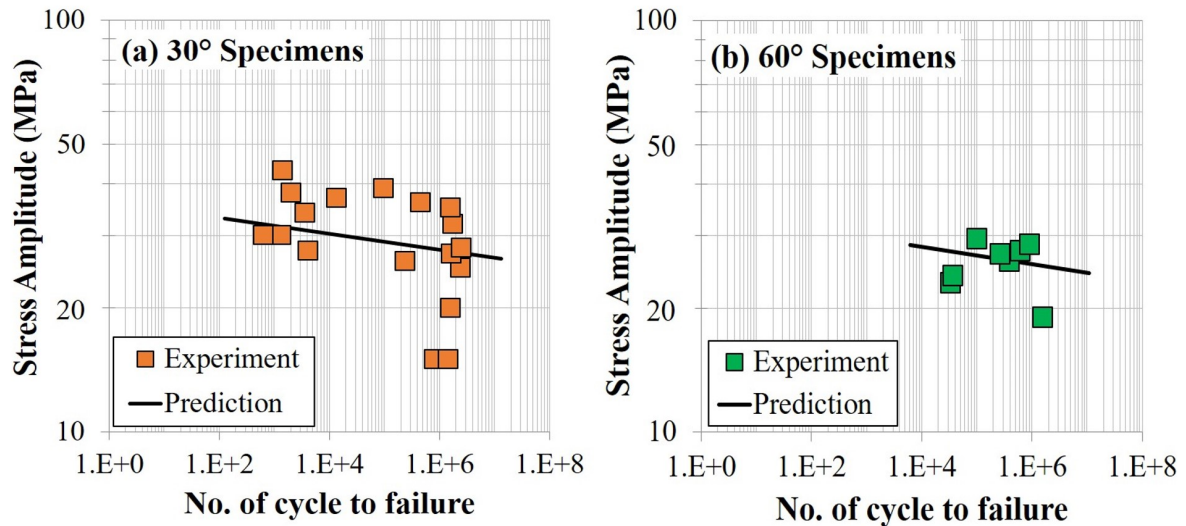 (a) 30° Specimens
Stress Amplitude (MPa)
100
50
20
10
Experiment
Prediction
1.E+0
1.E+2
1.E+4
1.E+6
1.E+8
No. of cycle to failure
(b) 60° Specimens
Stress Amplitude (MPa)
100
50
20
10
Experiment
Prediction
1.E+0
1.E+2
1.E+4
1.E+6
1.E+8
No. of cycle to failure